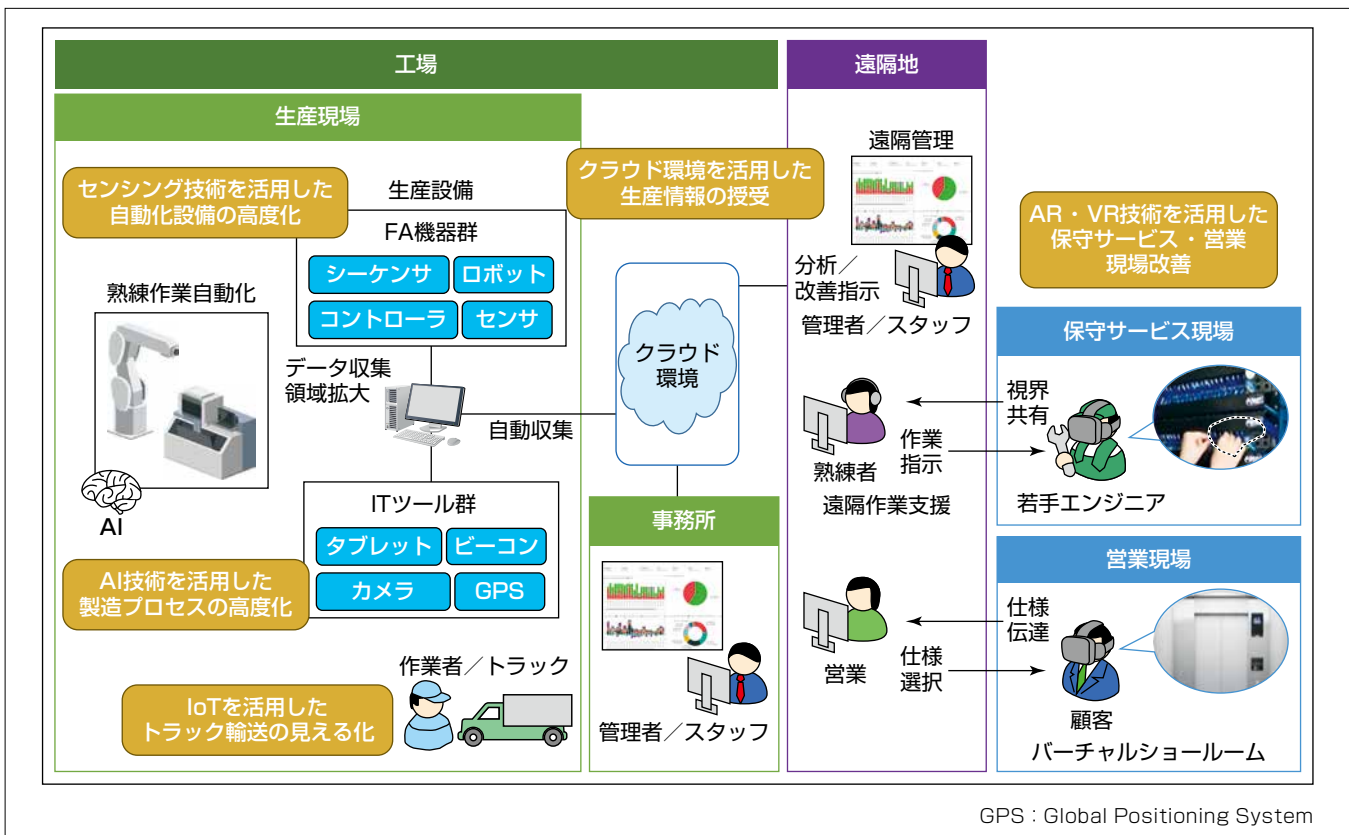 工場
生産現場
センシング技術を活用した
自動化設備の高度化
生産設備
FA機器群
シーケンサ
ロボット
コントローラ
センサ
熟練作業自動化
AI
データ収集
領域拡大
自動収集
ITツール群
タブレット
ビーコン
カメラ
GPS
AI技術を活用した
製造プロセスの高度化
作業者／トラック
IoTを活用した
トラック輸送の見える化
クラウド環境を活用した
生産情報の授受
クラウド
環境
事務所
管理者／スタッフ
遠隔地
遠隔管理
分析／
改善指示
管理者／スタッフ
熟練者
遠隔作業支援
視界
共有
作業
指示
営業
仕様
伝達
仕様
選択
AR・VR技術を活用した
保守サービス・営業
現場改善
保守サービス現場
若手エンジニア
営業現場
顧客
バーチャルショールーム
GPS：Global Positioning System